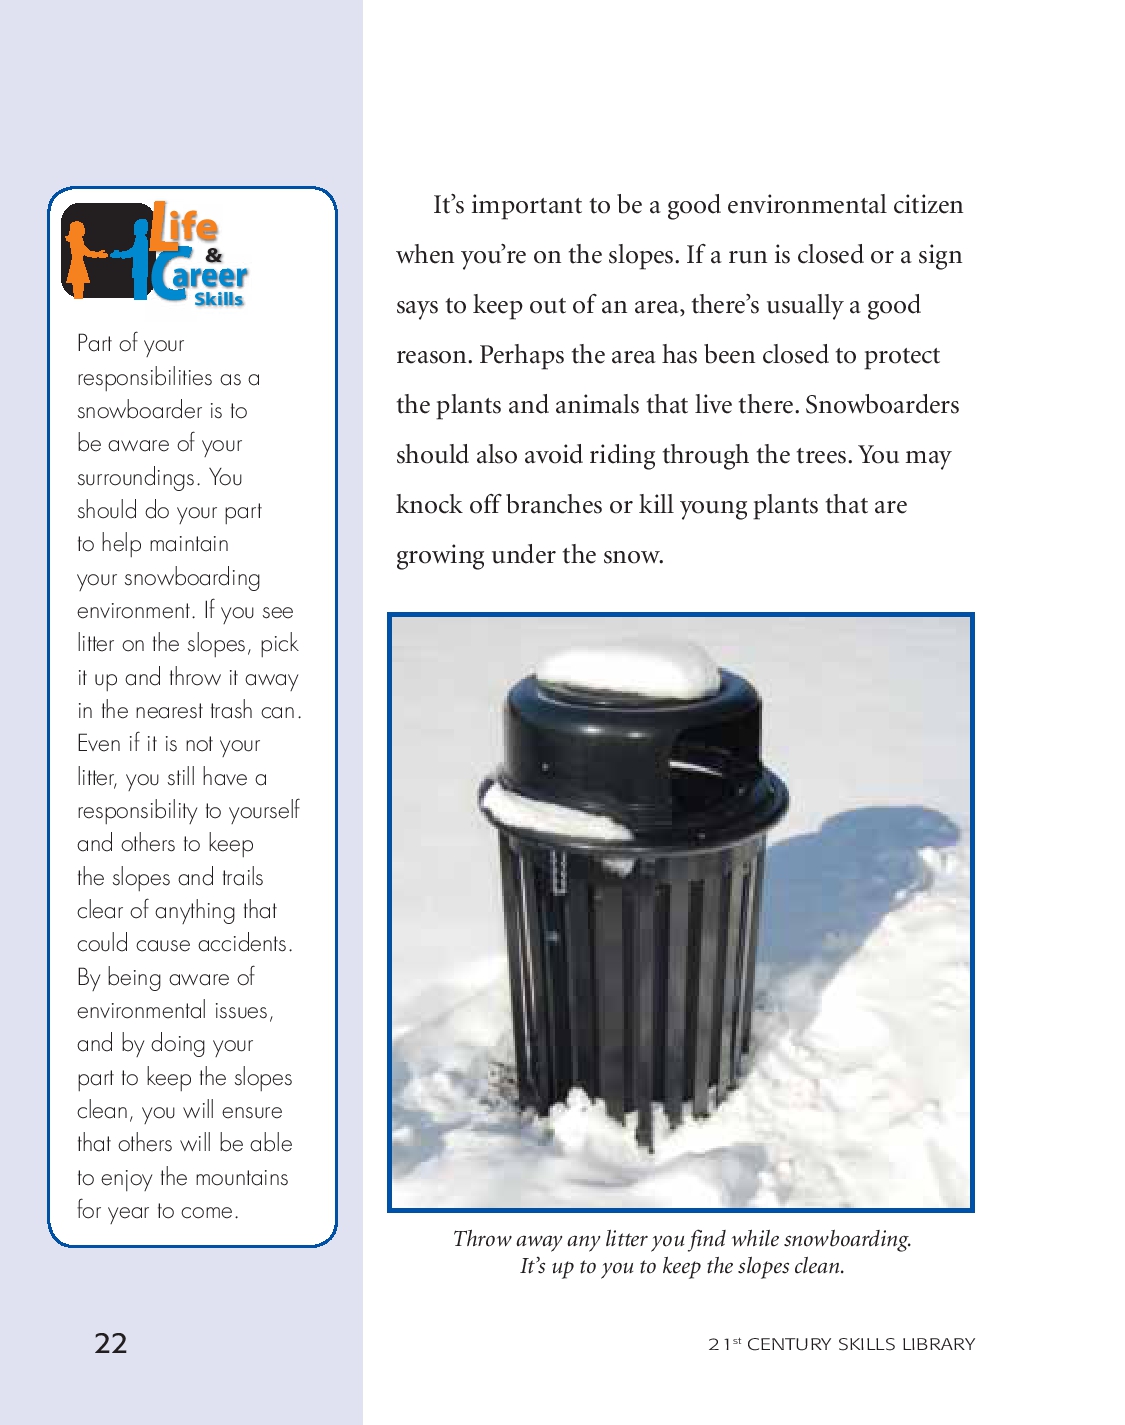 Life
&
Career
Skills
Part of your
responsibilities as a
snowboarder is to
be aware of your
surroundings. You
should do your part
to help maintain
your snowboarding
environment. If you see
litter on the slopes, pick
it up and throw it away
in the nearest trash can.
Even if it is not your
litter, you still have a
responsibility to yourself
and others to keep
the slopes and trails
clear of anything that
could cause accidents.
By being aware of
environmental issues,
and by doing your
part to keep the slopes
clean, you will ensure
that others will be able
to enjoy the mountains
for year to come.
It’s important to be a good environmental citizen
when you’re on the slopes. If a run is closed or a sign
says to keep out of an area, there’s usually a good
reason. Perhaps the area has been closed to protect
the plants and animals that live there. Snowboarders
should also avoid riding through the trees. You may
knock off branches or kill young plants that are
growing under the snow.
Throw away any litter you find while snowboarding.
It’s up to you to keep the slopes clean.
22
21st CENTURY SKILLS LIBRARY